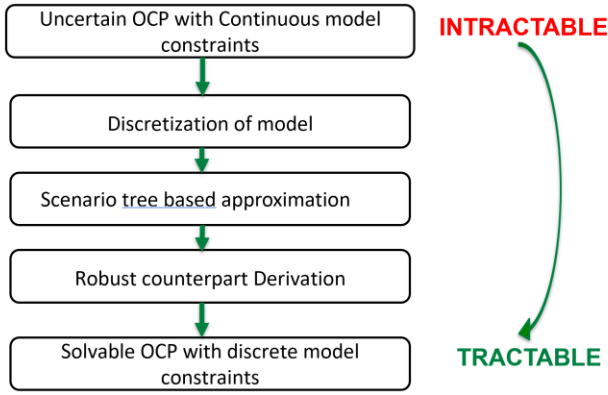 Uncertain OCP with Continuous model
constraints
INTRACTABLE
Discretization of model
Scenario tree based approximation
Robust counterpart Derivation
Solvable OCP with discrete model
constraints
TRACTABLE